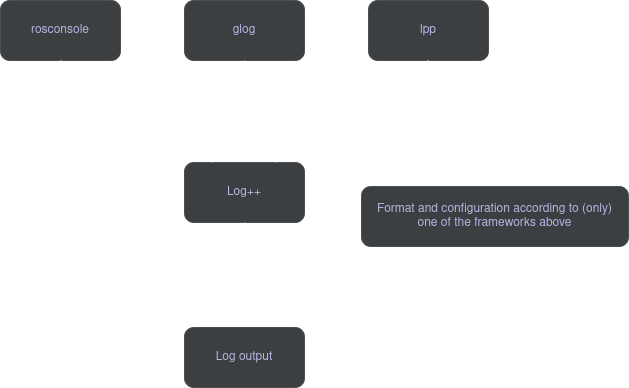 rosconsole
glog
lpp
Log++
Format and configuration according to (only)
one of the frameworks above
Log output